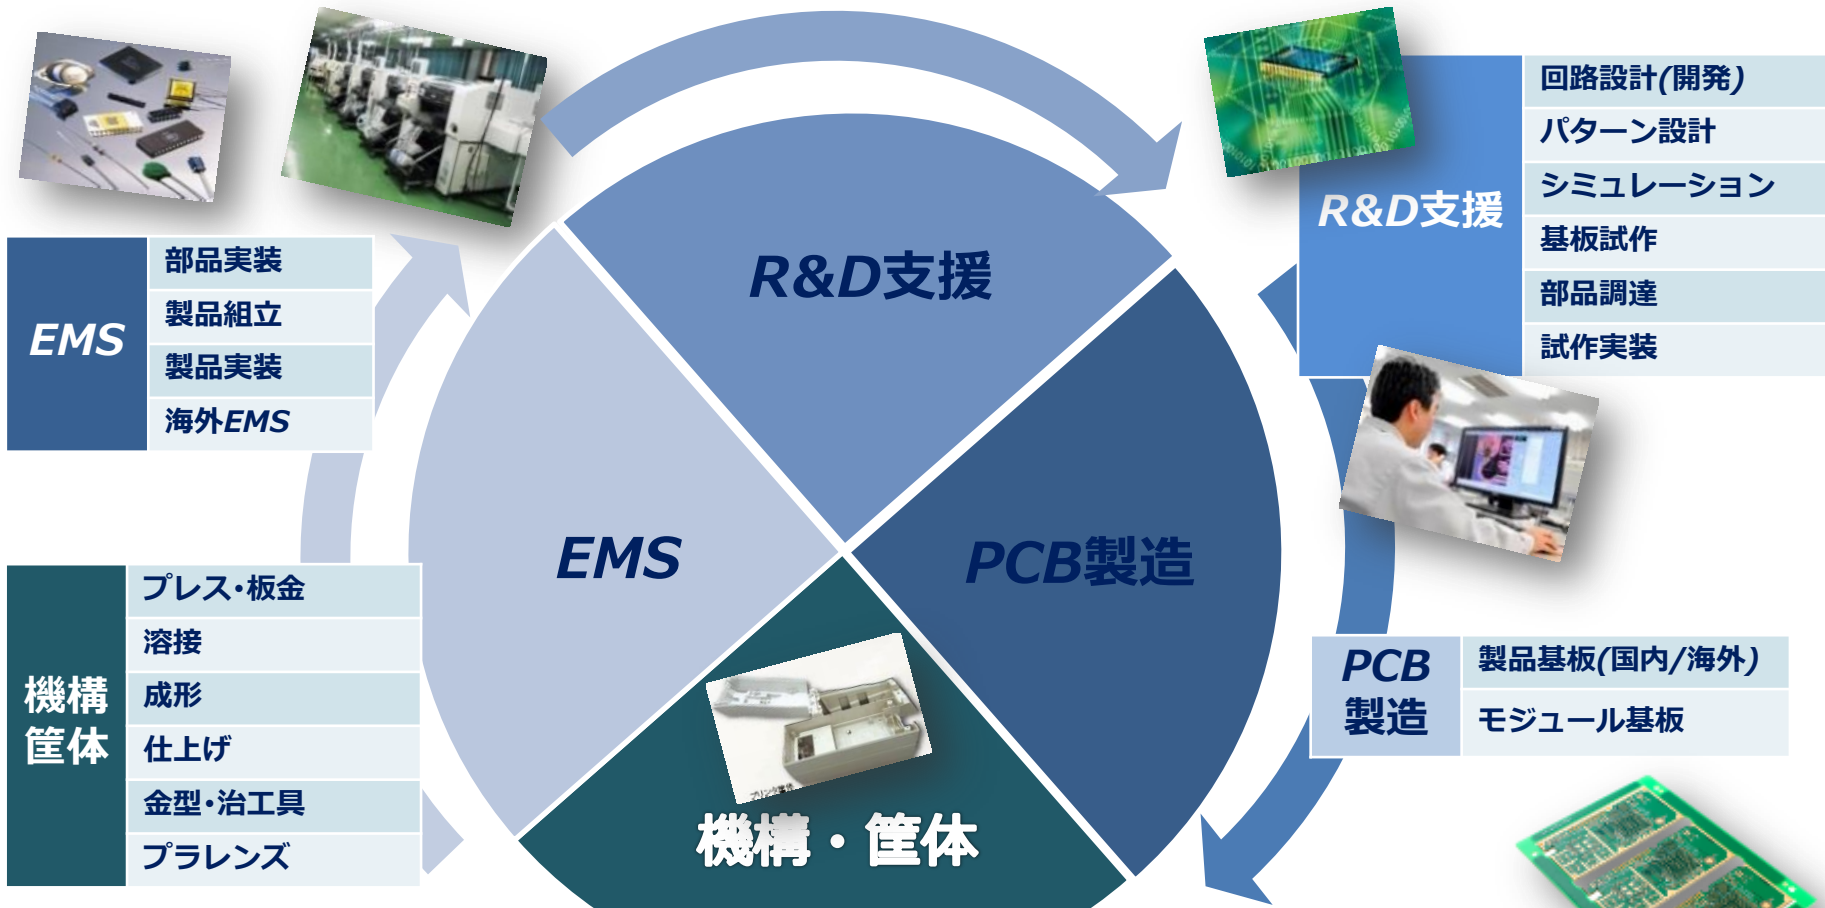 R&D支援
回路設計(開発)
パターン設計
シミュレーション
基板試作
部品調達
試作実装
EMS
部品実装
製品組立
製品実装
海外EMS
R&D支援
EMS
PCB製造
機構・筐体
機構
筐体
プレス・板金
溶接
成形
仕上げ
金型・治工具
プラレンズ
PCB
製造
製品基板(国内/海外)
モジュール基板